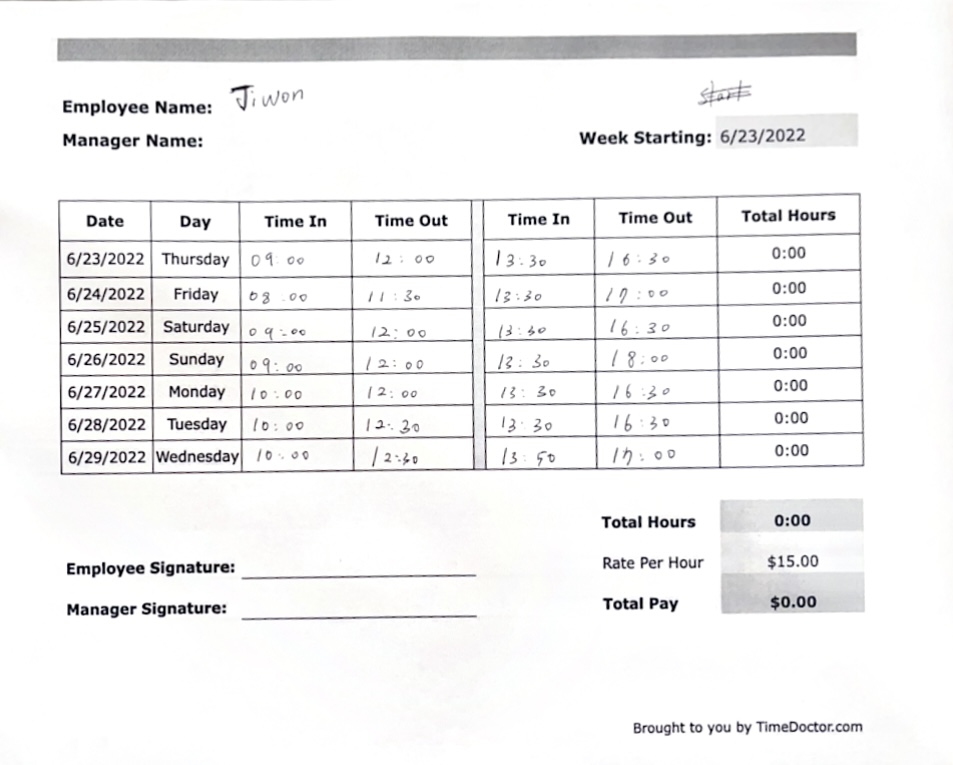 Employee Name: Jiwon
Manager Name:
Week Starting: 6/23/2022
Date Day Time In Time Out Time In Time Out Total Hours
6/23/2022 Thursday 09:00 12:00 13:30 16:30 0:00
6/24/2022 Friday 08:00 11:30 13:30 17:00 0:00
6/25/2022 Saturday 09:00 12:00 16:30 0:00
6/26/2022 Sunday 09:00 12:00 13:30 18:00 0:00
6/27/2022 Monday 10:00 12:00 13:30 16:30 0:00
6/28/2022 Tuesday 10:00 12:30 13:30 16:30 0:00
6/29/2022 Wednesday 10:00 12:30 13:50 17:00 0:00
Total Hours 0:00
Rate Per Hour $15.00
Total Pay $0.00
Employee Signature:
Manager Signature:
Brought to you by TimeDoctor.com